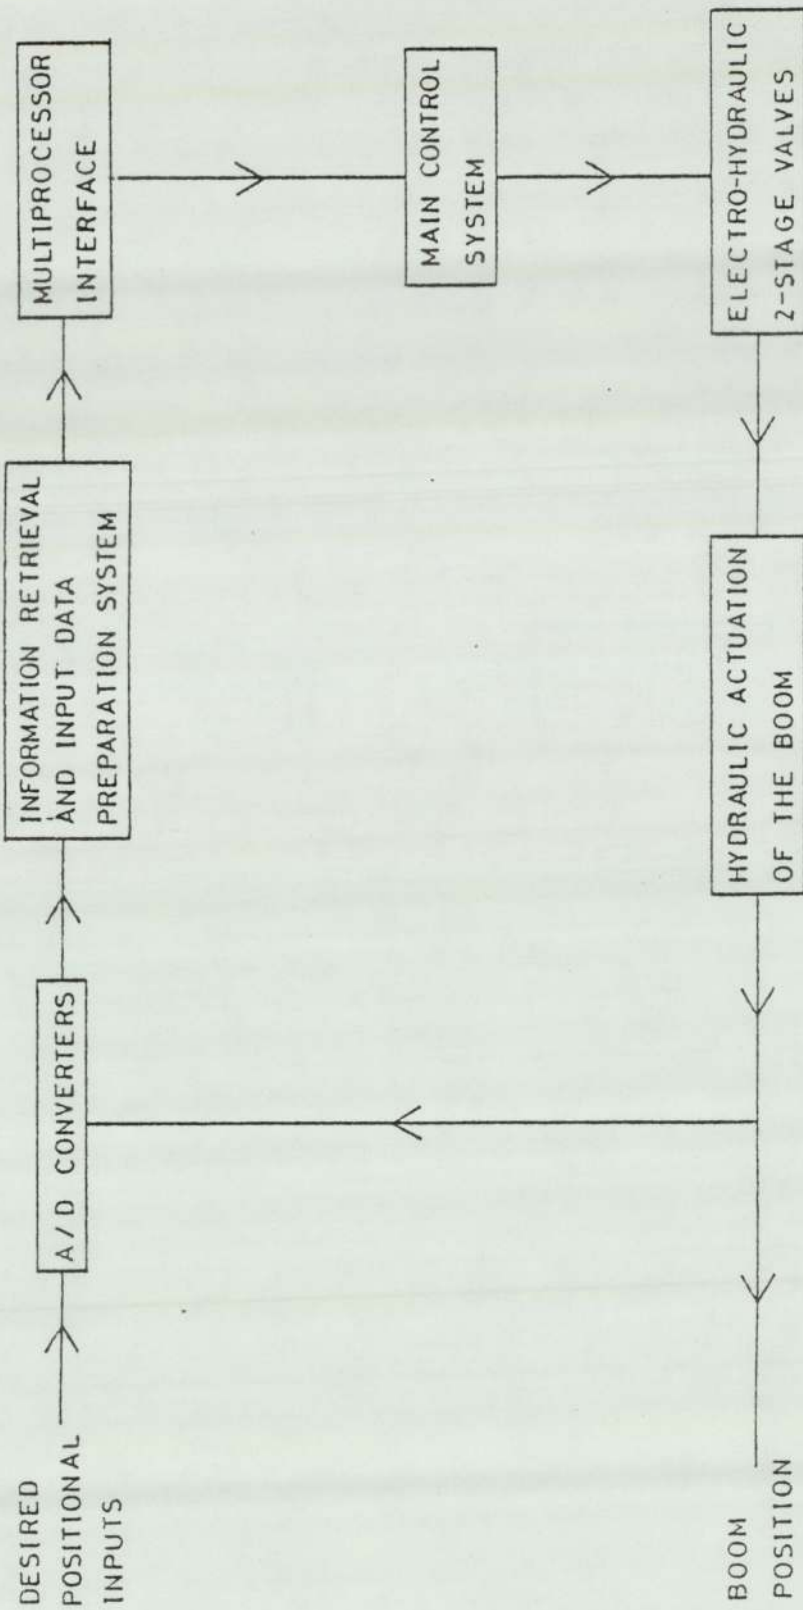 DESIRED
POSITIONAL
INPUTS
A/D CONVERTERS
INFORMATION RETRIEVAL
AND INPUT DATA
PREPARATION SYSTEM
MULTIPROCESSOR
INTERFACE
MAIN CONTROL
SYSTEM
ELECTRO-HYDRAULIC
2-STAGE VALVES
HYDRAULIC ACTUATION
OF THE BOOM
BOOM
POSITION